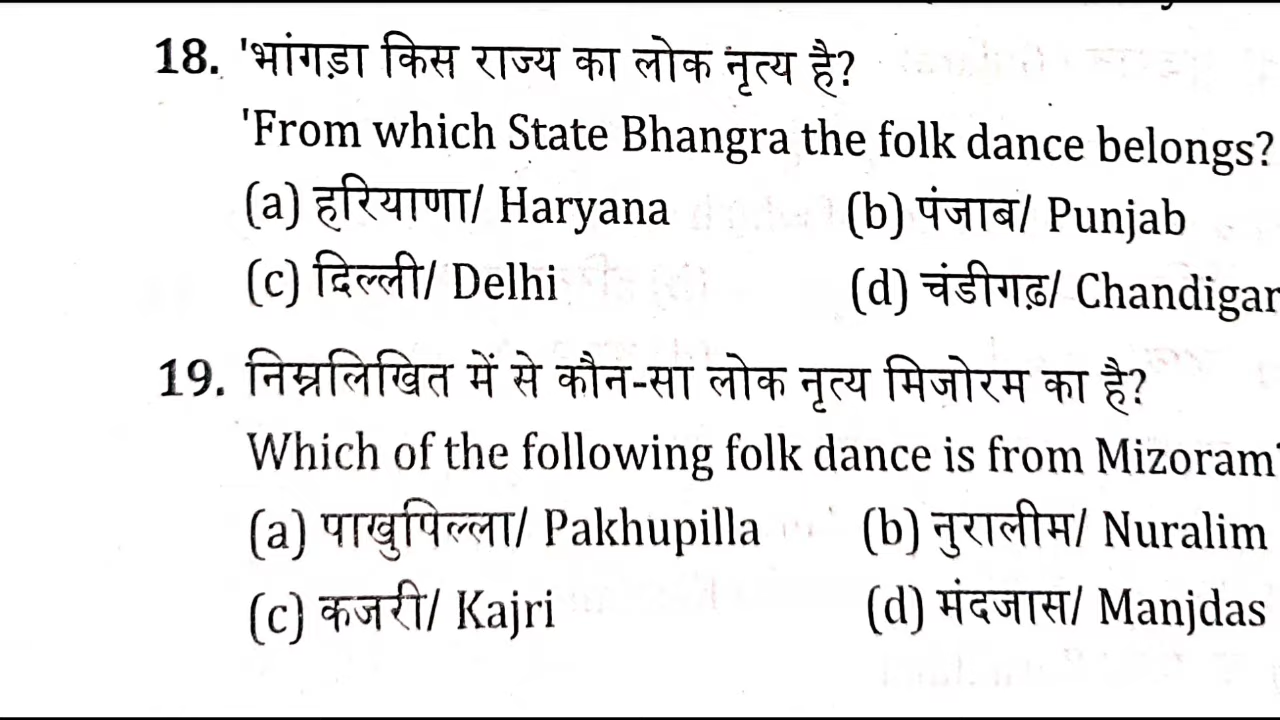 18. 'भांगड़ा किस राज्य का लोक नृत्य है?
'From which State Bhangra the folk dance belongs?
(a) हरियाणा/ Haryana (b) पंजाब/ Punjab
(c) दिल्ली/ Delhi (d) चंडीगढ़/ Chandigar
19. निम्नलिखित में से कौन-सा लोक नृत्य मिजोरम का है?
Which of the following folk dance is from Mizoram
(a) पाखुपिल्ला/ Pakhupilla (b) नुरालीम/ Nuralim
(c) कजरी/ Kajri (d) मंदजास/ Manjdas